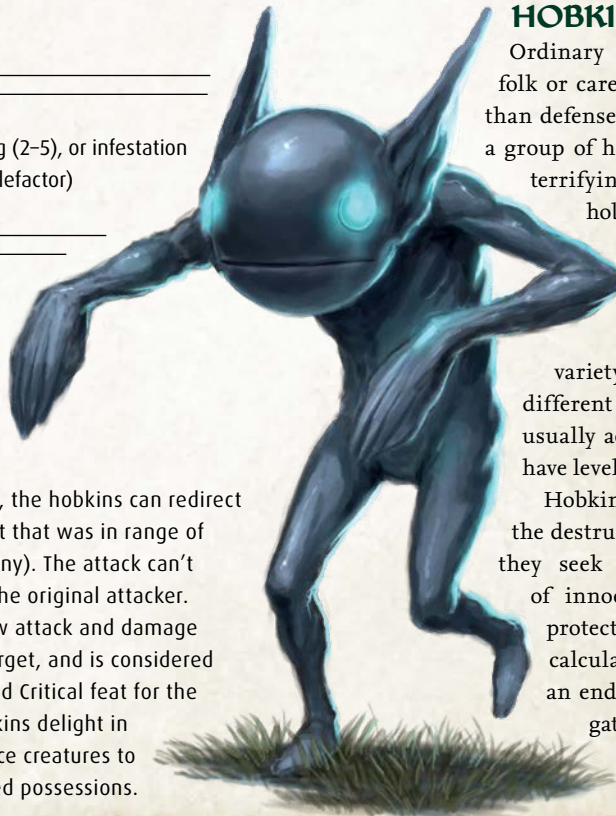 g (2–5), or infestation
lefactor)
, the hobkins can redirect
t that was in range of
ny). The attack can't
he original attacker.
w attack and damage
rget, and is considered
d Critical feat for the
kins delight in
ce creatures to
ed possessions.
HOBKI
Ordinary
folk or care
than defense
a group of h
terrifyin
hol
variety
different
usually a
have level
Hobkin
the destru
they seek
of innoc
protect
calcula
an end
gat